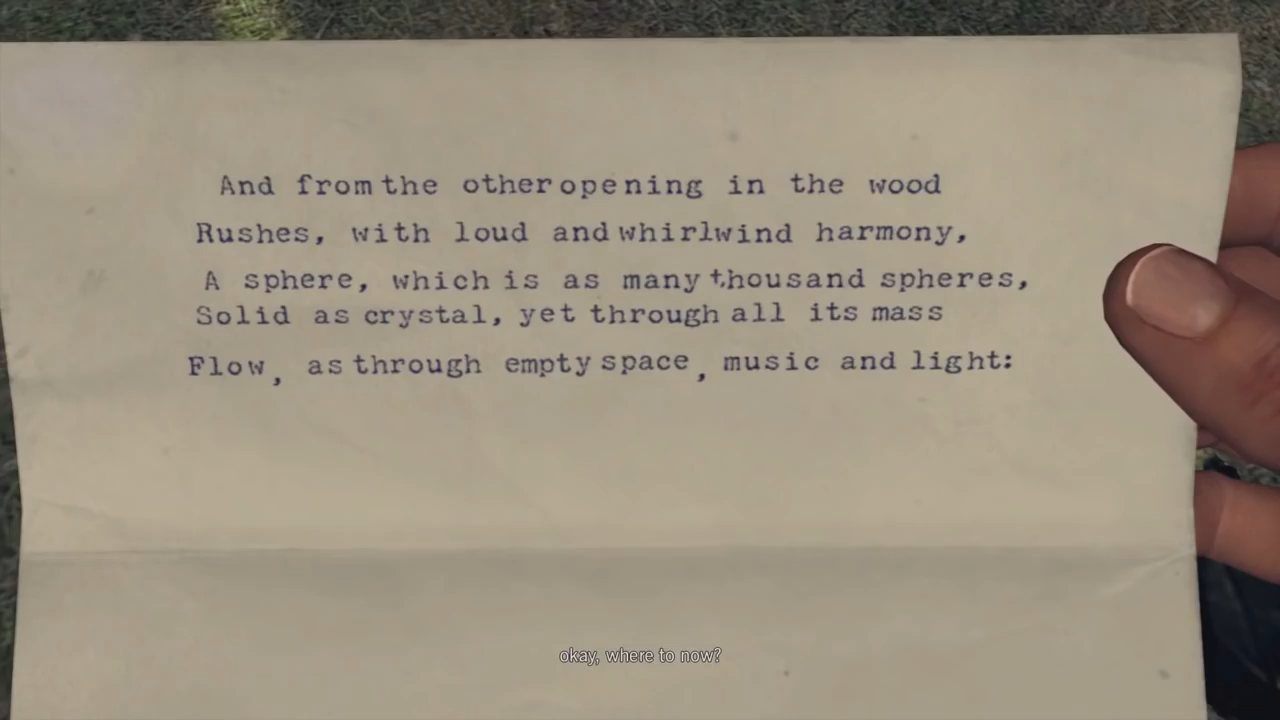 And from the other opening in the wood
Rushes, with loud and whirlwind harmony,
A sphere, which is as many thousand spheres,
Solid as crystal, yet through all its mass
Flow, as through empty space, music and light:
okay, where to now?